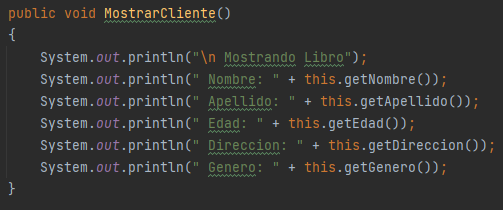 public void MostrarCliente()
{
    System.out.println("\n Mostrando Libro");
    System.out.println(" Nombre: " + this.getNombre());
    System.out.println(" Apellido: " + this.getApellido());
    System.out.println(" Edad: " + this.getEdad());
    System.out.println(" Direccion: " + this.getDireccion());
    System.out.println(" Genero: " + this.getGenero());
}